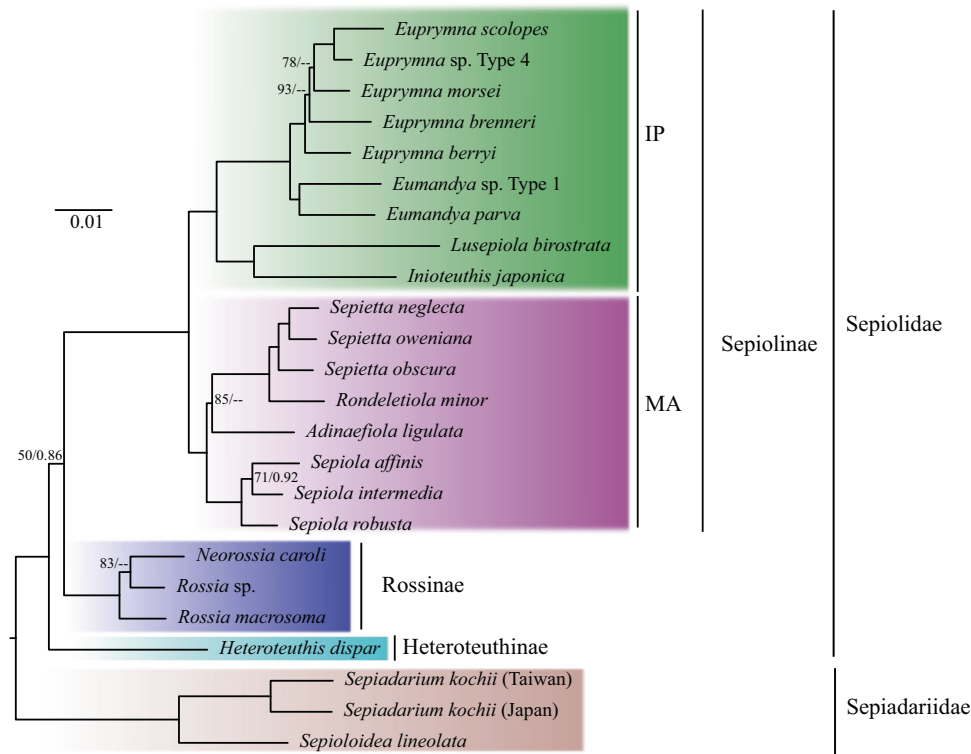 Euprymna scolopes
78/--
Euprymna sp. Type 4
93/--
Euprymna morsei
Euprymna brenneri
IP
Euprymna berryi
Eumandya sp. Type 1
0.01
Eumandya parva
Lusepiola birostrata
Inioteuthis japonica
Sepietta neglecta
Sepiolidae
Sepietta oweniana
Sepiolinae
Sepietta obscura
85/--
Rondeletiola minor
MA
Adinaefiola ligulata
50/0.86
Sepiola affinis
71/0.92
Sepiola intermedia
Sepiola robusta
Neorossia caroli
83/--
Rossia sp.
Rossinae
Rossia macrosoma
Heteroteuthis dispar
Heteroteuthinae
Sepiadarium kochii (Taiwan)
Sepiadarium kochii (Japan)
Sepiadariidae
Sepioloidea lineolata